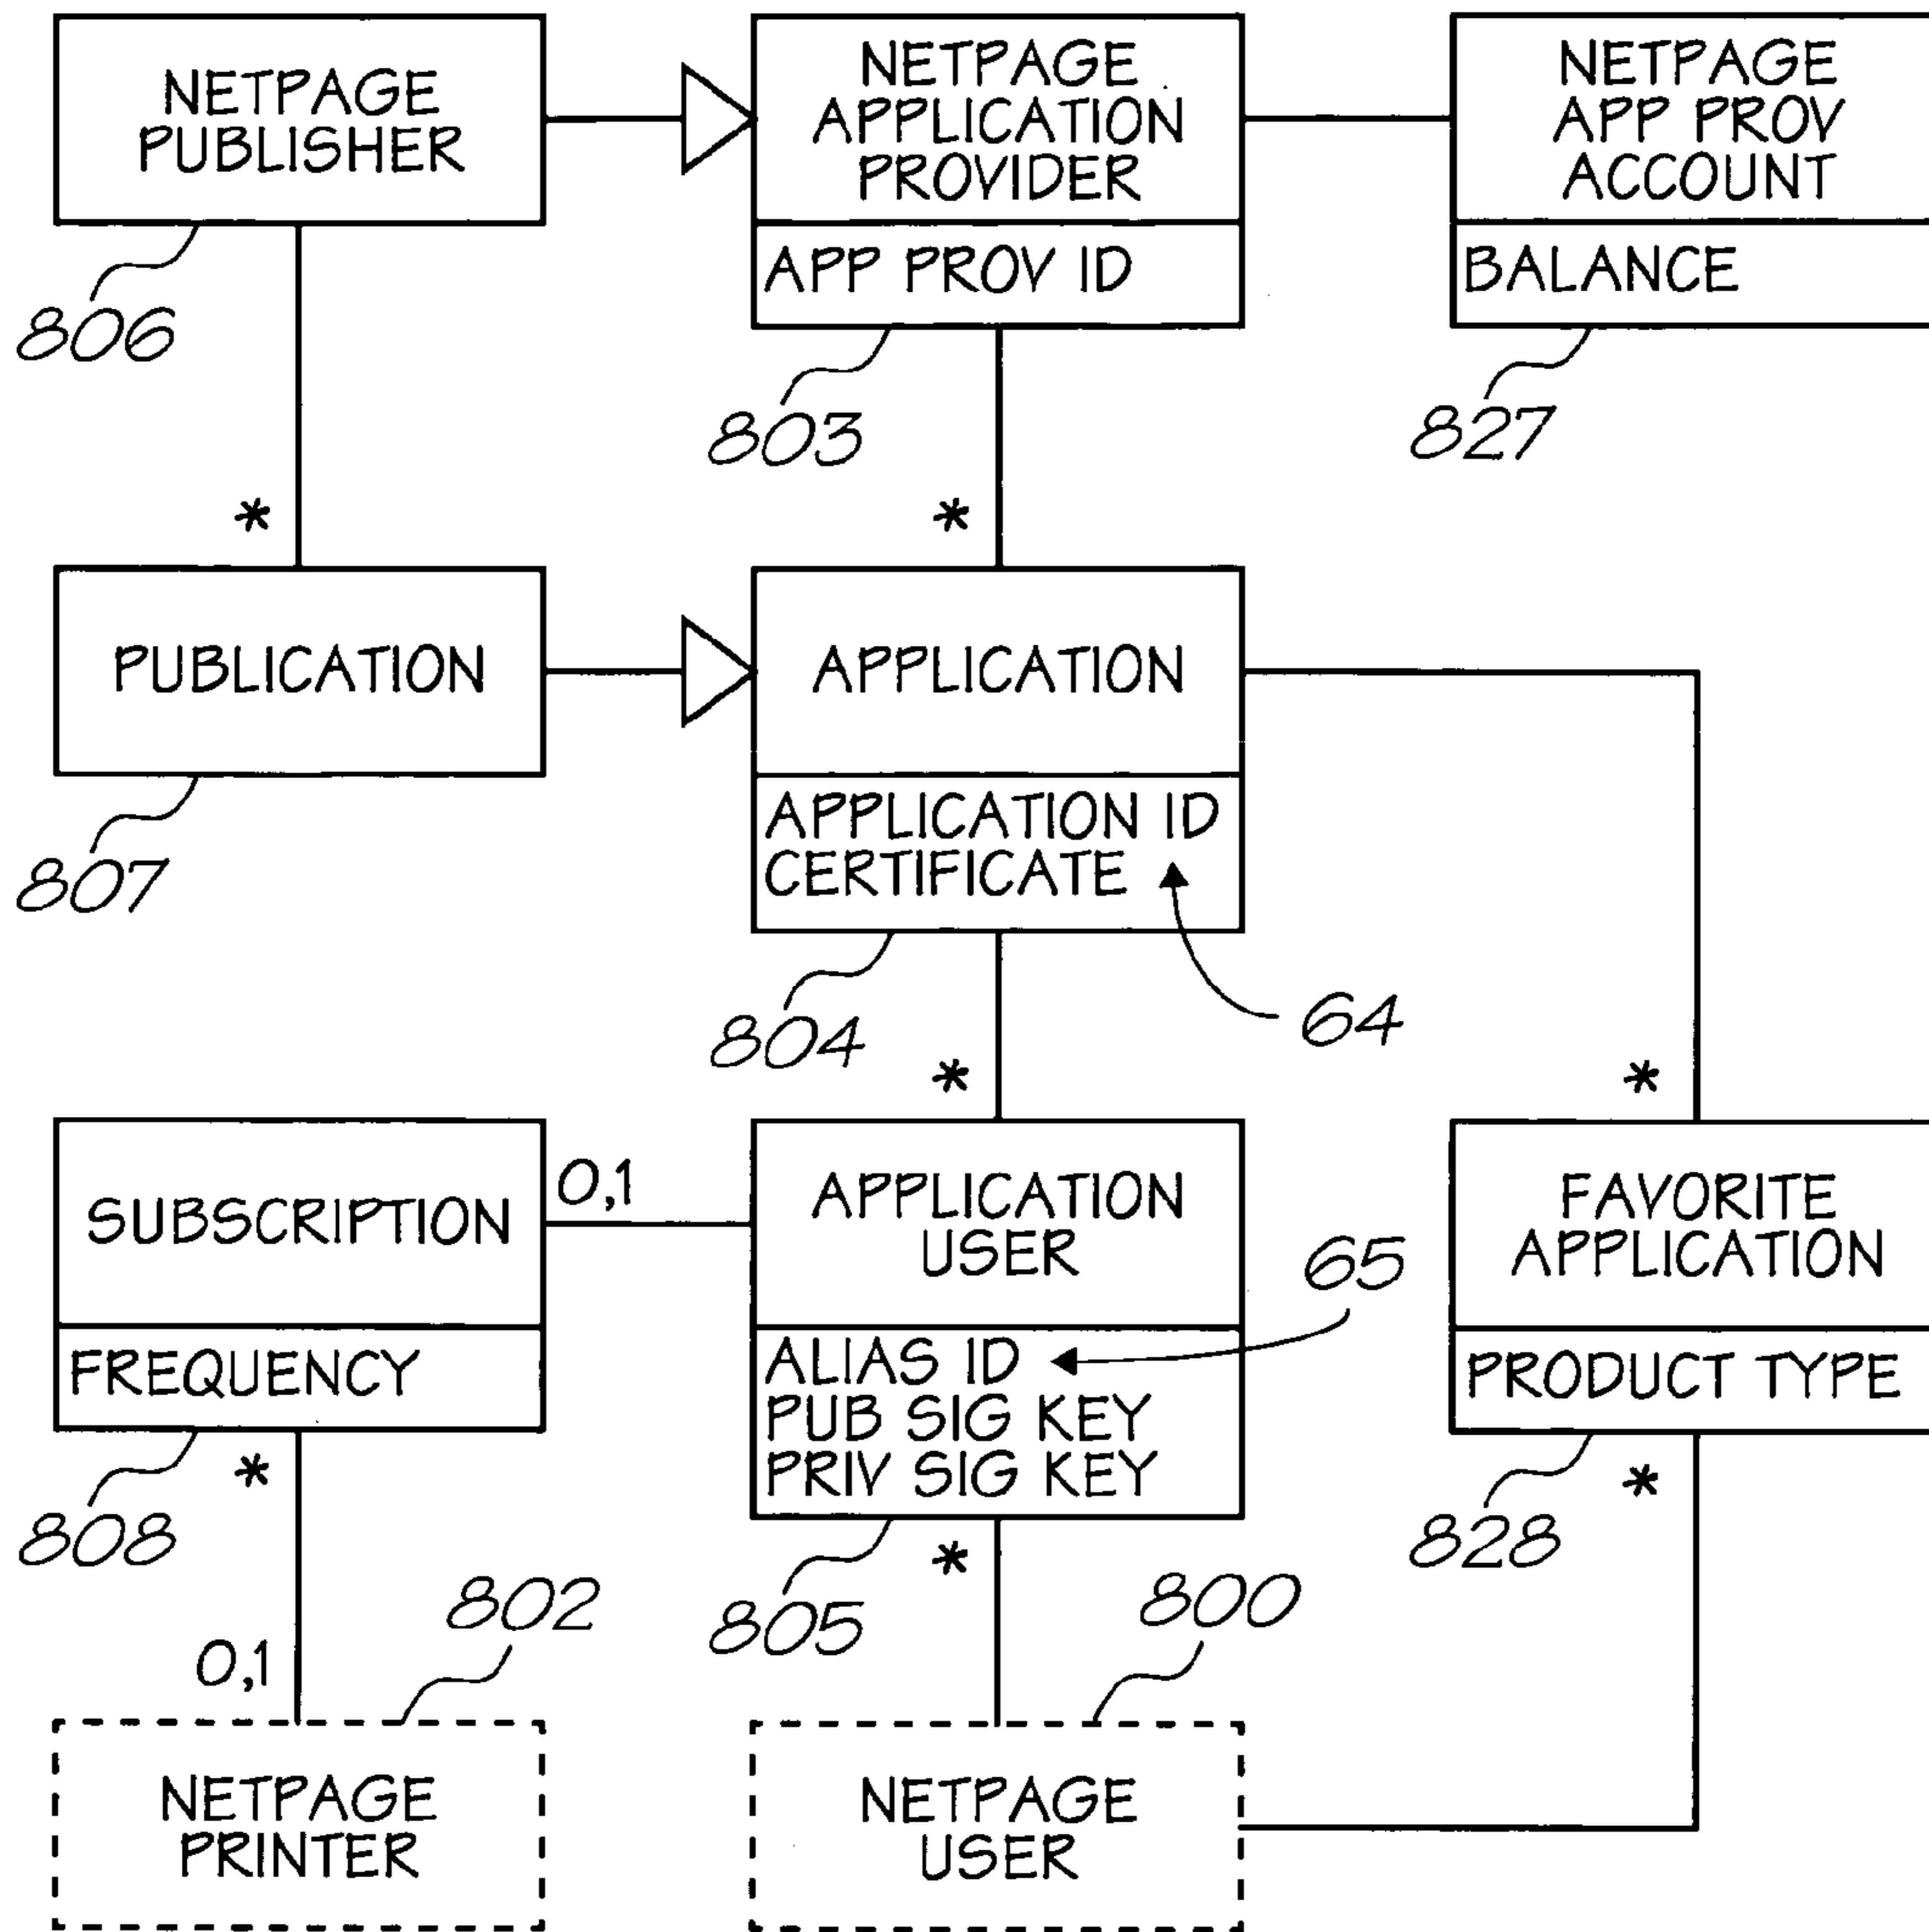 NETPAGE
PUBLISHER
806
NETPAGE
APPLICATION
PROVIDER
APP PROV ID
803
NETPAGE
APP PROV
ACCOUNT
BALANCE
827
*
*
PUBLICATION
807
APPLICATION
APPLICATION ID
CERTIFICATE
64
804
*
*
SUBSCRIPTION
FREQUENCY
808
0,1
APPLICATION
USER
65
ALIAS ID
PUB SIG KEY
PRIV SIG KEY
805
FAVORITE
APPLICATION
PRODUCT TYPE
828
*
*
*
802
800
0,1
NETPAGE
PRINTER
NETPAGE
USER